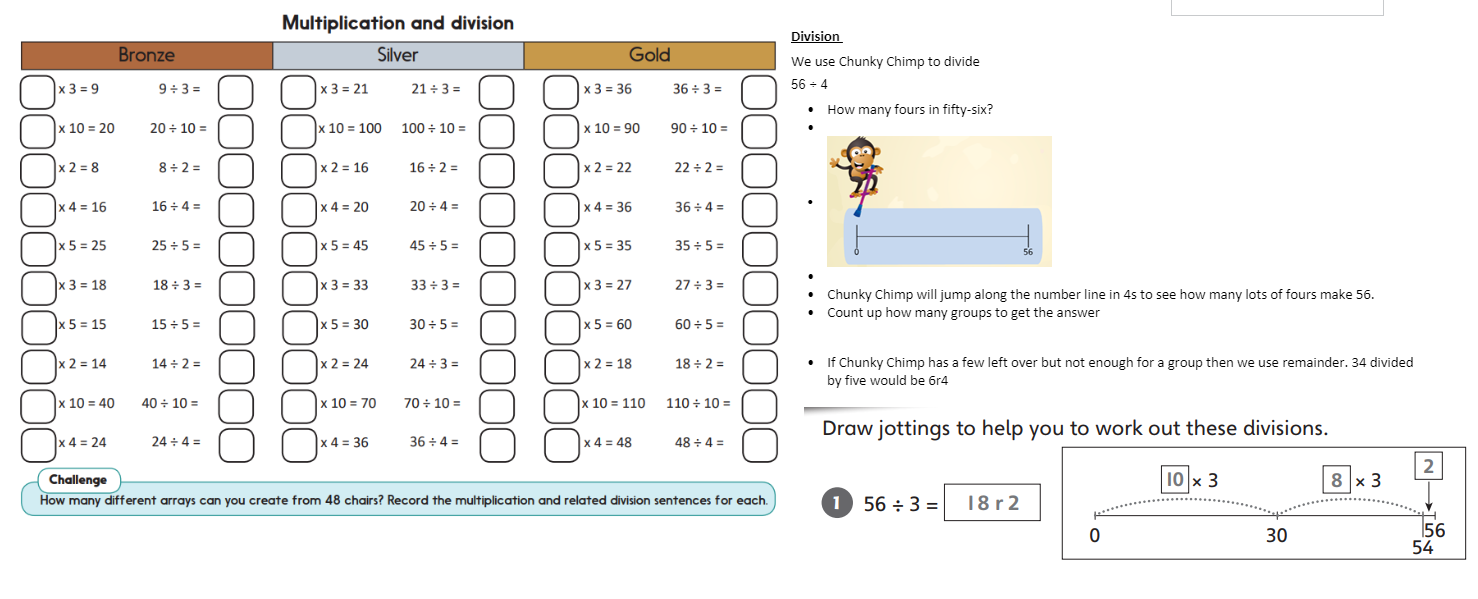 Multiplication and division
Bronze Silver Gold
x 3 = 9 9 ÷ 3 = x 3 = 21 21 ÷ 3 = x 3 = 36 36 ÷ 3 =
x 10 = 20 20 ÷ 10 = x 10 = 100 100 ÷ 10 = x 10 = 90 90 ÷ 10 =
x 2 = 8 8 ÷ 2 = x 2 = 16 16 ÷ 2 = x 2 = 22 22 ÷ 2 =
x 4 = 16 16 ÷ 4 = x 4 = 20 20 ÷ 4 = x 4 = 36 36 ÷ 4 =
x 5 = 25 25 ÷ 5 = x 5 = 45 45 ÷ 5 = x 5 = 35 35 ÷ 5 =
x 3 = 18 18 ÷ 3 = x 3 = 33 33 ÷ 3 = x 3 = 27 27 ÷ 3 =
x 5 = 15 15 ÷ 5 = x 5 = 30 30 ÷ 5 = x 5 = 60 60 ÷ 5 =
x 2 = 14 14 ÷ 2 = x 2 = 24 24 ÷ 3 = x 2 = 18 18 ÷ 2 =
x 10 = 40 40 ÷ 10 = x 10 = 70 70 ÷ 10 = x 10 = 110 110 ÷ 10 =
x 4 = 24 24 ÷ 4 = x 4 = 36 36 ÷ 4 = x 4 = 48 48 ÷ 4 =
Challenge
How many different arrays can you create from 48 chairs? Record the multiplication and related division sentences for each.
Division
We use Chunky Chimp to divide
56 ÷ 4
• How many fours in fifty-six?
0 56
• Chunky Chimp will jump along the number line in 4s to see how many lots of fours make 56.
• Count up how many groups to get the answer
• If Chunky Chimp has a few left over but not enough for a group then we use remainder. 34 divided
by five would be 6r4
Draw jottings to help you to work out these divisions.
1 56 ÷ 3 = 18 r 2
10 x 3 8 x 3 2
0 30 56
54